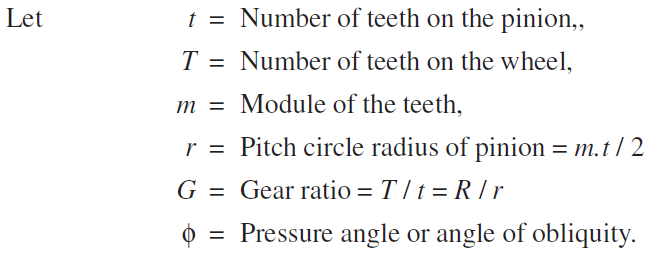 Let t = Number of teeth on the pinion,,
T = Number of teeth on the wheel,
m = Module of the teeth,
r = Pitch circle radius of pinion = m.t / 2
G = Gear ratio = T / t = R / r
ϕ = Pressure angle or angle of obliquity.